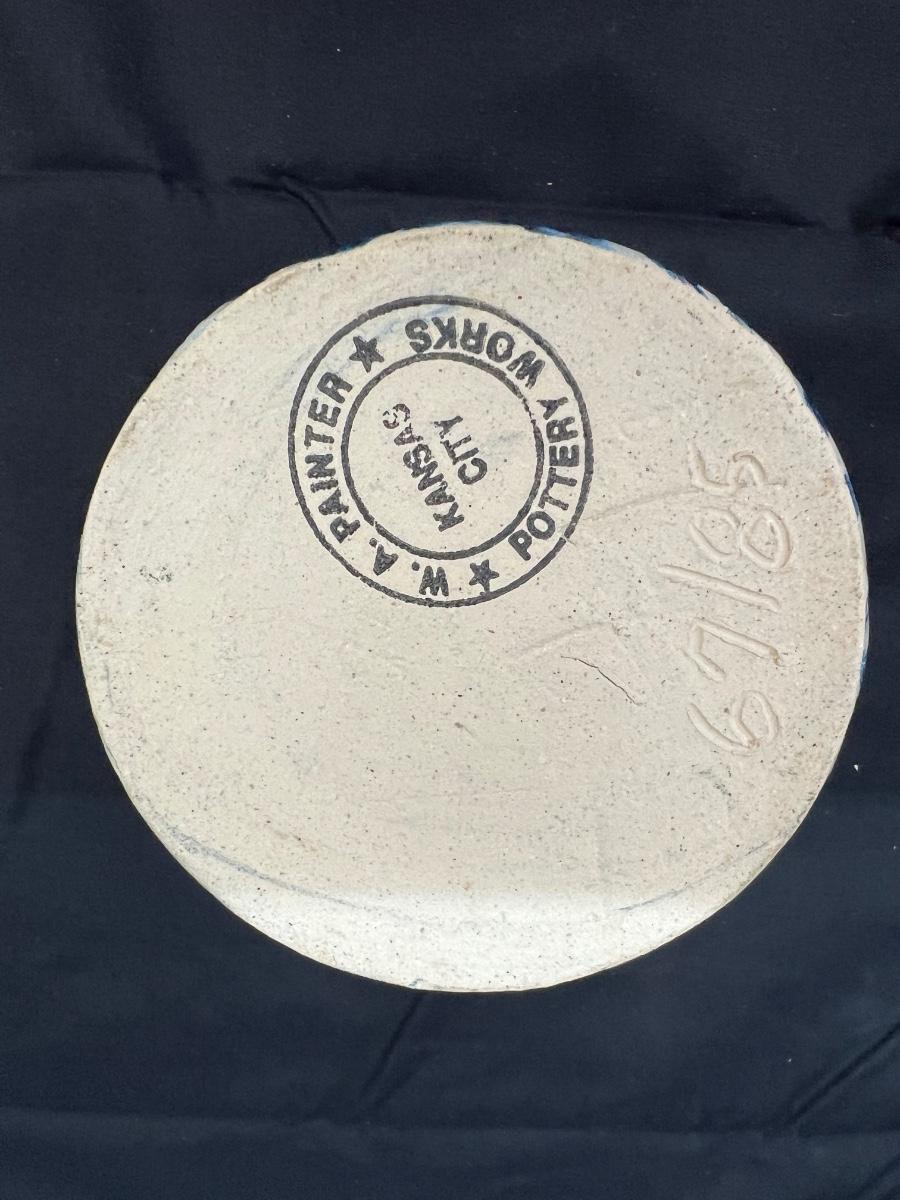 ★ W. A. PAINTER ★ POTTERY WORKS
KANSAS
CITY
67/85